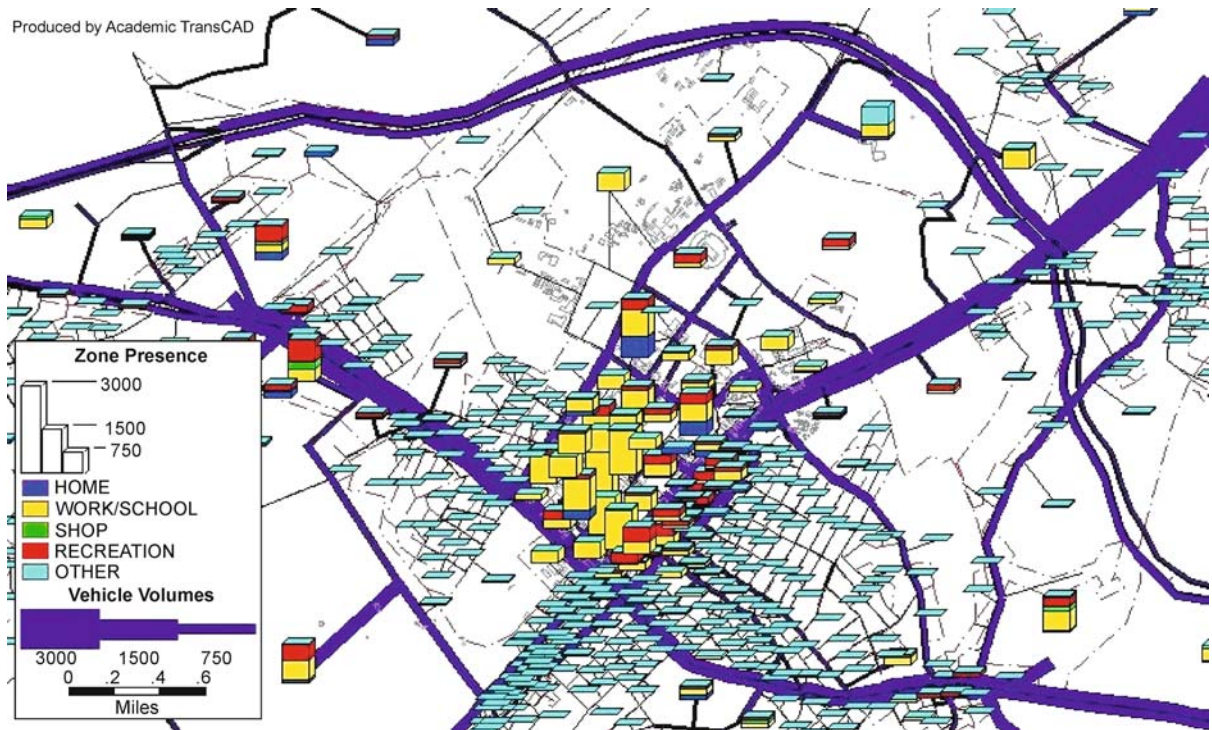 Produced by Academic TransCAD
Zone Presence
3000
1500
750
HOME
WORK/SCHOOL
SHOP
RECREATION
OTHER
Vehicle Volumes
3000 1500 750
0 .2 .4 .6
Miles